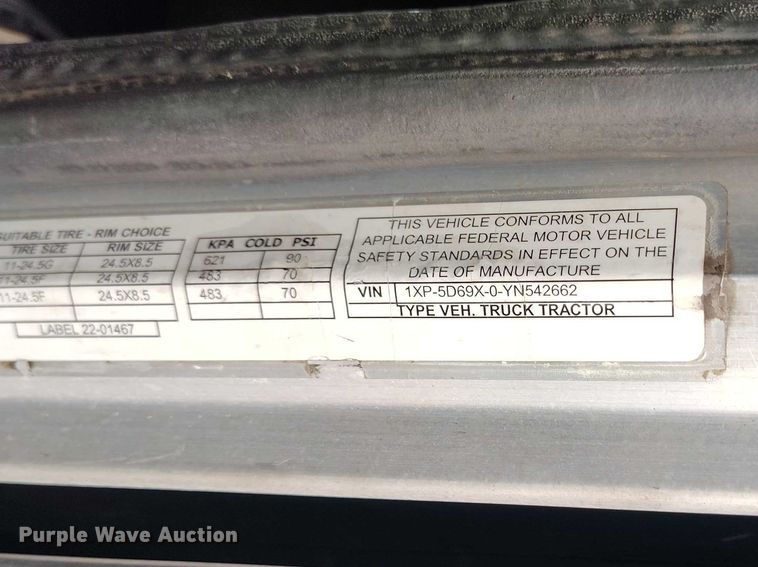 SUITABLE TIRE - RIM CHOICE
TIRE SIZE RIM SIZE KPA COLD PSI
11-24.5G 24.5X8.5 621 90
11-24.5F 24.5X8.5 483 70
11-24.5F 24.5X8.5 483 70
LABEL 22-01467
THIS VEHICLE CONFORMS TO ALL
APPLICABLE FEDERAL MOTOR VEHICLE
SAFETY STANDARDS IN EFFECT ON THE
DATE OF MANUFACTURE
VIN 1XP-5D69X-0-YN542662
TYPE VEH. TRUCK TRACTOR
Purple Wave Auction